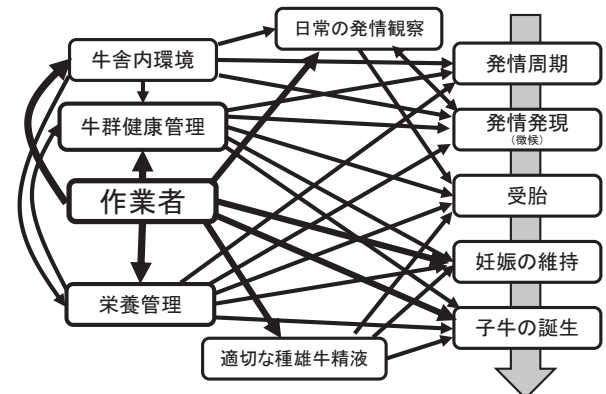 日常の発情観察
牛舎内環境
発情周期
牛群健康管理
発情発現
(徴候)
作業者
受胎
妊娠の維持
栄養管理
子牛の誕生
適切な種雄牛精液